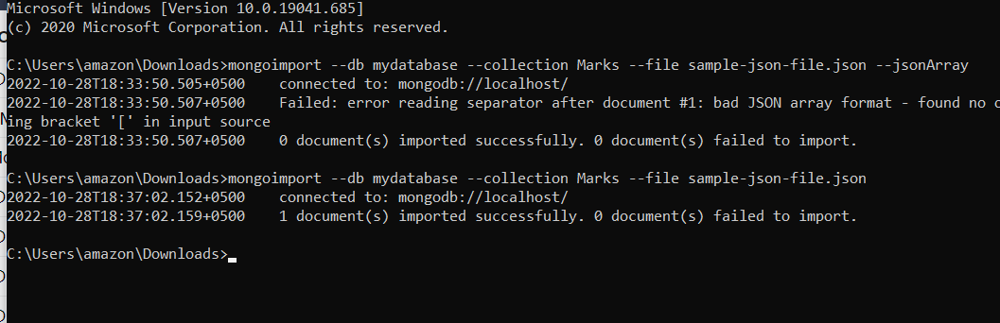 Microsoft Windows [Version 10.0.19041.685]
(c) 2020 Microsoft Corporation. All rights reserved.
C:\Users\amazon\Downloads>mongoimport --db mydatabase --collection Marks --file sample-json-file.json --jsonArray
2022-10-28T18:33:50.505+0500    connected to: mongodb://localhost/
2022-10-28T18:33:50.507+0500    Failed: error reading separator after document #1: bad JSON array format - found no
ing bracket '[' in input source
2022-10-28T18:33:50.507+0500    0 document(s) imported successfully. 0 document(s) failed to import.
C:\Users\amazon\Downloads>mongoimport --db mydatabase --collection Marks --file sample-json-file.json
2022-10-28T18:37:02.152+0500    connected to: mongodb://localhost/
2022-10-28T18:37:02.159+0500    1 document(s) imported successfully. 0 document(s) failed to import.
C:\Users\amazon\Downloads>